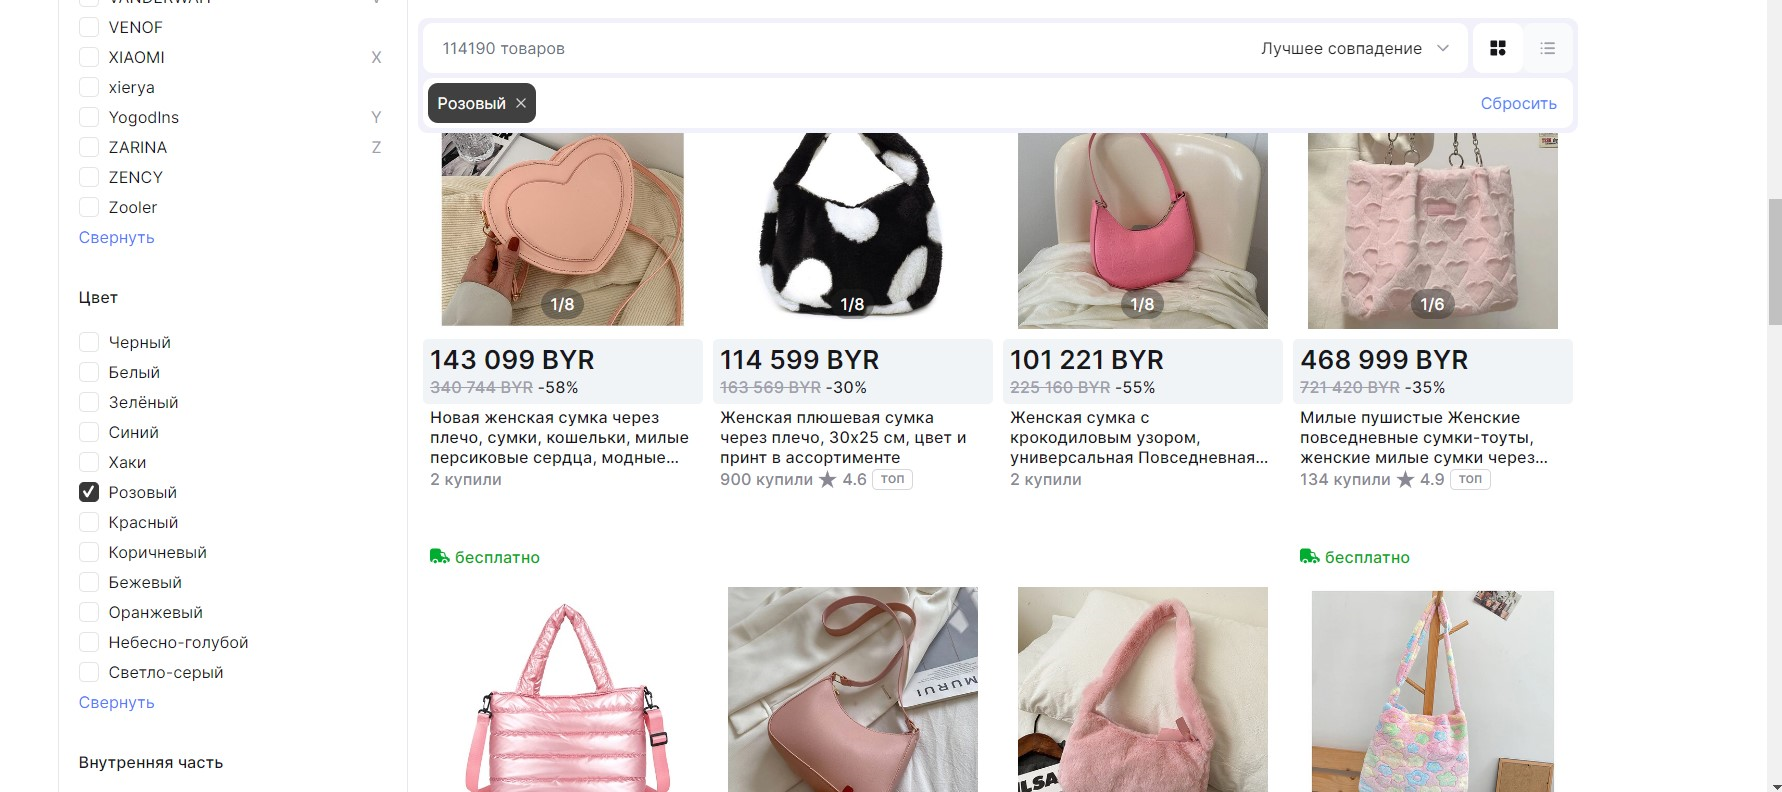 VENOF
XIAOMI X
xierya
YogodIns Y
ZARINA Z
ZENCY
Zooler
Свернуть
Цвет
Черный
Белый
Зелёный
Синий
Хаки
Розовый
Красный
Коричневый
Бежевый
Оранжевый
Небесно-голубой
Светло-серый
Свернуть
Внутренняя часть
114190 товаров
Лучшее совпадение
Розовый
Сбросить
1/8
1/8
1/8
1/6
143 099 BYR
340 744 BYR -58%
Новая женская сумка через
плечо, сумки, кошельки, милые
персиковые сердца, модные...
2 купили
бесплатно
114 599 BYR
163 569 BYR -30%
Женская плюшевая сумка
через плечо, 30х25 см, цвет и
принт в ассортименте
900 купили ★ 4.6 топ
101 221 BYR
225 160 BYR -55%
Женская сумка с
крокодиловым узором,
универсальная Повседневная...
2 купили
468 999 BYR
721 420 BYR -35%
Милые пушистые Женские
повседневные сумки-тоуты,
женские милые сумки через...
134 купили ★ 4.9 топ
бесплатно
MURUI